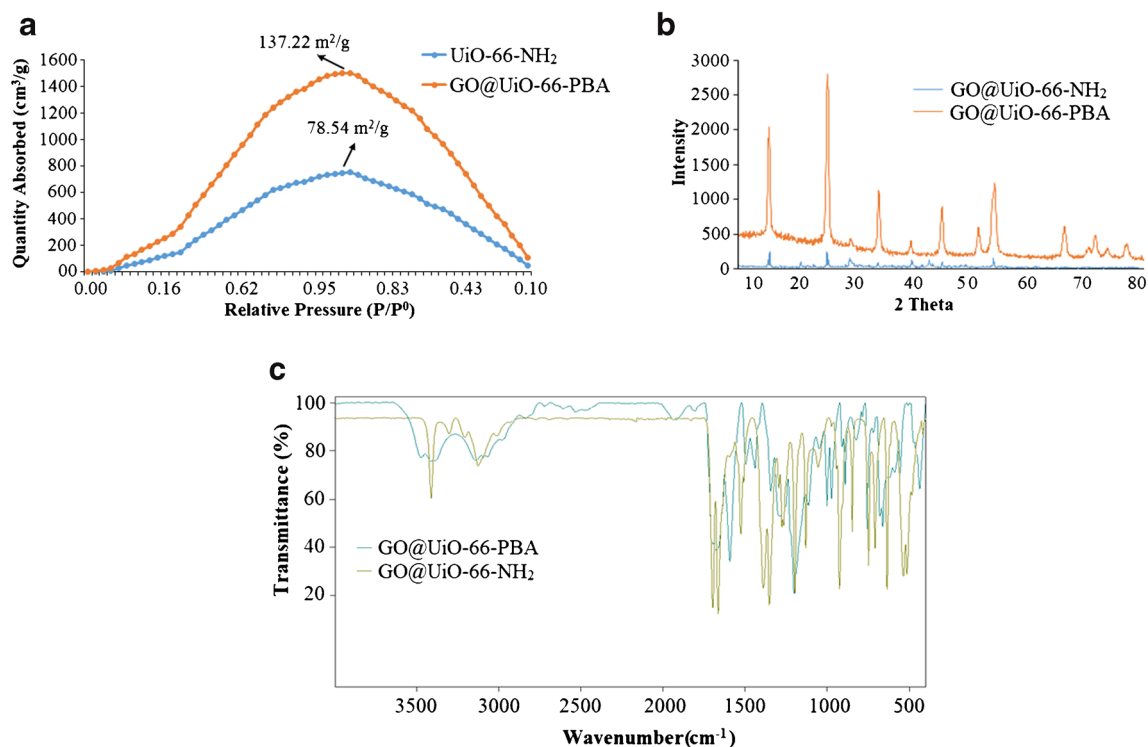 a
137.22 m²/g
78.54 m²/g
UiO-66-NH₂
GO@UiO-66-PBA
Quantity Absorbed (cm³/g)
1600
1400
1200
1000
800
600
400
200
00
0.00 0.16 0.62 0.95 0.83 0.43 0.10
Relative Pressure (P/P⁰)
b
GO@UiO-66-NH₂
GO@UiO-66-PBA
Intensity
3000
2500
2000
1500
1000
500
0
10 20 30 40 50 60 70 80
2 Theta
c
Transmittance (%)
100
80
60
40
20
GO@UiO-66-PBA
GO@UiO-66-NH₂
3500 3000 2500 2000 1500 1000 500
Wavenumber(cm⁻¹)